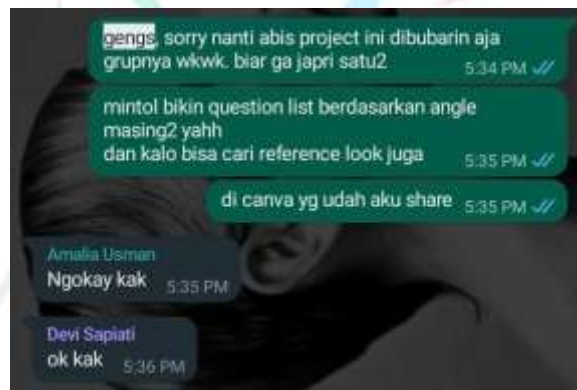 gengs, sorry nanti abis project ini dibubarin aja
grupnya wkwk. biar ga japri satu2
5:34 PM
mintol bikin question list berdasarkan angle
masing2 yahh
dan kalo bisa cari reference look juga
5:35 PM
di canva yg udah aku share
5:35 PM
Amalia Usman
Ngokay kak
5:35 PM
Devi Sapiati
ok kak
5:36 PM